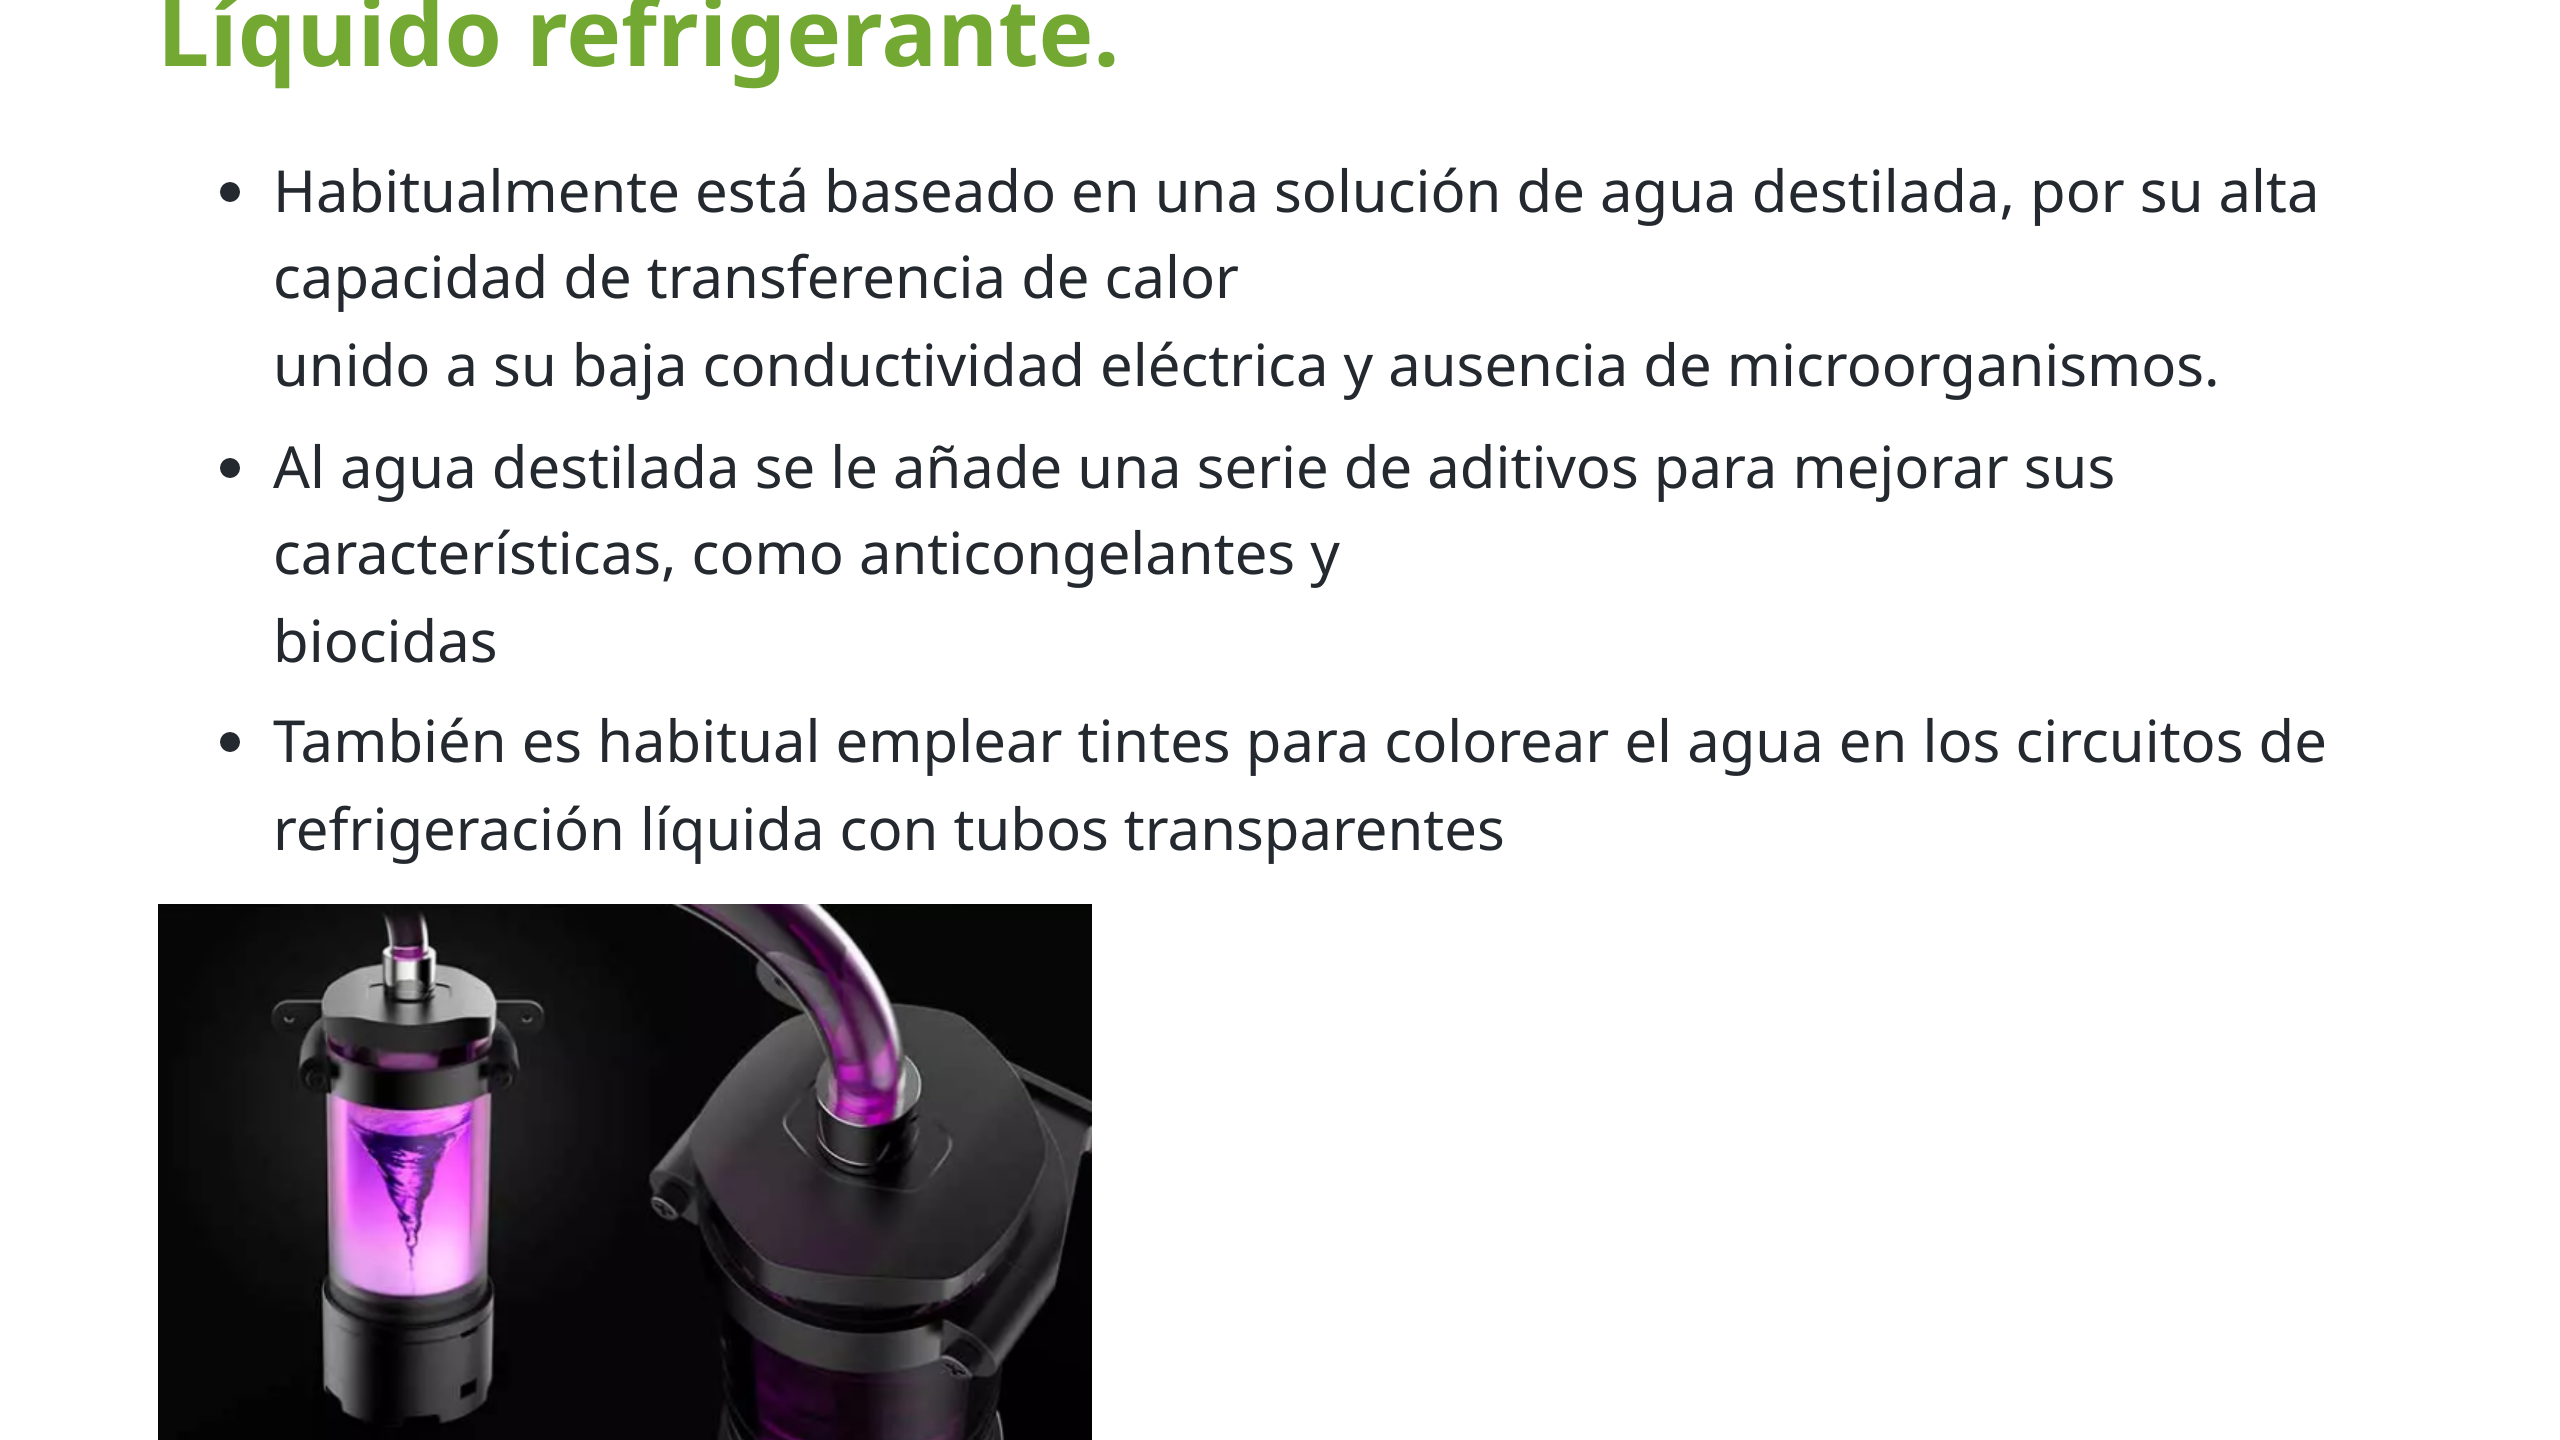 Líquido refrigerante.
Habitualmente está baseado en una solución de agua destilada, por su alta
capacidad de transferencia de calor
unido a su baja conductividad eléctrica y ausencia de microorganismos.
Al agua destilada se le añade una serie de aditivos para mejorar sus
características, como anticongelantes y
biocidas
También es habitual emplear tintes para colorear el agua en los circuitos de
refrigeración líquida con tubos transparentes